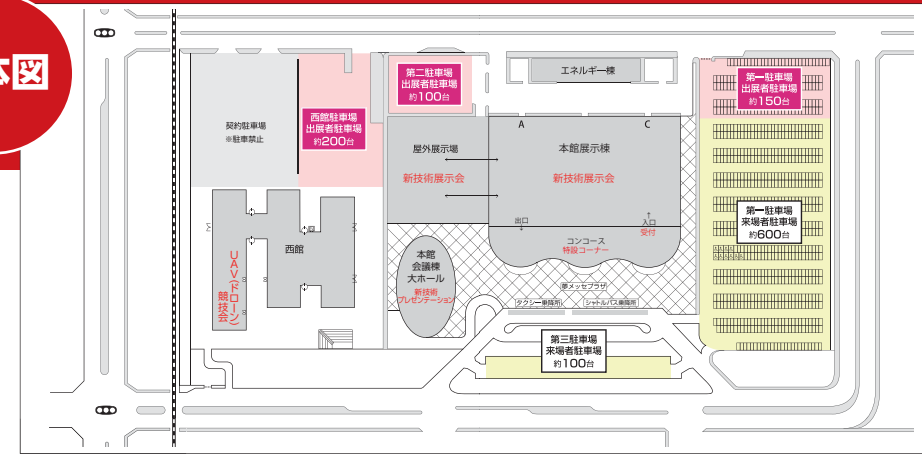 体図
契約駐車場
※駐車禁止
西館駐車場
出展者駐車場
約200台
第二駐車場
出展者駐車場
約100台
エネルギー棟
第一駐車場
出展者駐車場
約150台
A
C
屋外展示場
新技術展示会
本館展示棟
新技術展示会
出口
↓
↑
入口
受付
コンコース
特設コーナー
第一駐車場
来場者駐車場
約600台
西館
UAV(ドローン)
競技会
本館
会議棟
大ホール
新技術
プレゼンテーション
夢メッセプラザ
タクシー乗降所
シャトルバス乗降所
第三駐車場
来場者駐車場
約100台